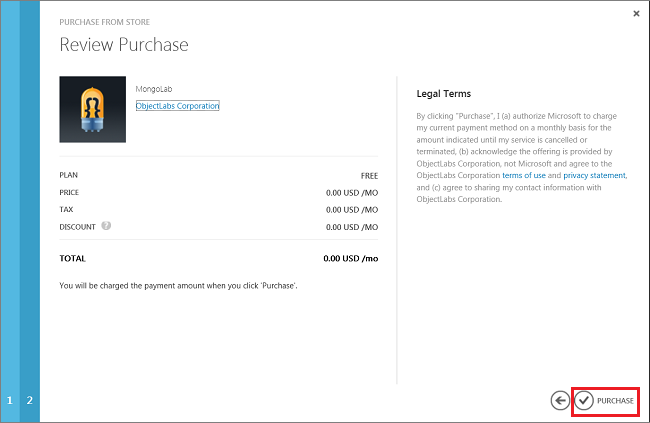 PURCHASE FROM STORE
Review Purchase
MongoLab
ObjectLabs Corporation
PLAN FREE
PRICE 0.00 USD /MO
TAX 0.00 USD /MO
DISCOUNT ? 0.00 USD /MO
TOTAL 0.00 USD /mo
You will be charged the payment amount when you click 'Purchase'.
Legal Terms
By clicking "Purchase", I (a) authorize Microsoft to charge
my current payment method on a monthly basis for the
amount indicated until my service is cancelled or
terminated, (b) acknowledge the offering is provided by
ObjectLabs Corporation, not Microsoft and agree to the
ObjectLabs Corporation terms of use and privacy statement,
and (c) agree to sharing my contact information with
ObjectLabs Corporation.
1 2
PURCHASE